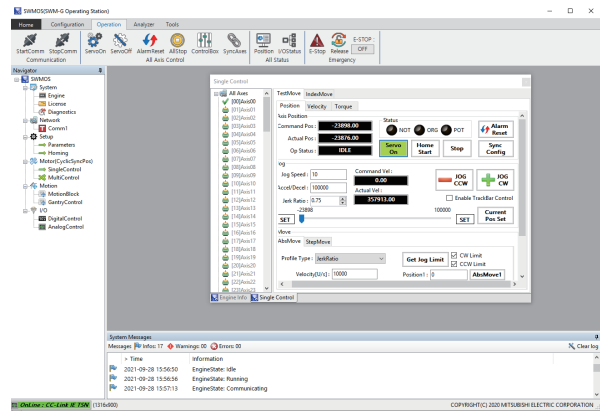 SWMOS(SWM-G Operating Station)
Home Configuration Operation Analyzer Tools
StartComm StopComm ServoOn ServoOff AlarmReset AllStop ControlBox SyncAxes Position I/OStatus E-Stop Release E-STOP : OFF
Communication All Axis Control All Status Emergency
Navigator
SWMOS
System
Engine
License
Diagnostics
Network
Comm1
Setup
Parameters
Homing
Motor(CyclicSyncPos)
SingleControl
MultiControl
Motion
MotionBlock
GantryControl
I/O
DigitalControl
AnalogControl
Single Control
All Axes
[00]Axis00
[01]Axis01
[02]Axis02
[03]Axis03
[04]Axis04
[05]Axis05
[06]Axis06
[07]Axis07
[08]Axis08
[09]Axis09
[10]Axis10
[11]Axis11
[12]Axis12
[13]Axis13
[14]Axis14
[15]Axis15
[16]Axis16
[17]Axis17
[18]Axis18
[19]Axis19
[20]Axis20
[21]Axis21
[22]Axis22
[23]Axis23
TestMove IndexMove
Position Velocity Torque
Axis Position
Command Pos : -23898.00
Actual Pos : -23876.00
Op Status : IDLE
Status
NOT ORG POT
Alarm Reset
Servo On
Home Start
Stop
Sync Config
Jog
Jog Speed : 10
Accel/Decel : 100000
Jerk Ratio : 0.75
Command Vel :
0.00
Actual Vel :
357913.00
JOG CCW
JOG CW
Enable TrackBar Control
-23898 100000
SET SET
Current Pos Set
Move
AbsMove StepMove
Profile Type : JerkRatio
Get Jog Limit
CW Limit
CCW Limit
Velocity[U/s] : 10000
Position1 : 0 AbsMove1
Engine Info Single Control
System Messages
Messages Infos: 17 Warnings: 00 Errors: 00 Clear log
Time Information
2021-09-28 15:56:50 EngineState: Idle
2021-09-28 15:56:56 EngineState: Running
2021-09-28 15:57:13 EngineState: Communicating
OnLine : CC-Link IE TSN (1316x900) COPYRIGHT(C) 2020 MITSUBISHI ELECTRIC CORPORATION